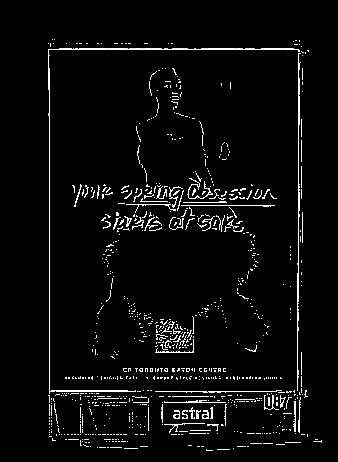 your spring obsession
starts at saks
CF TORONTO EATON CENTRE
087
astral